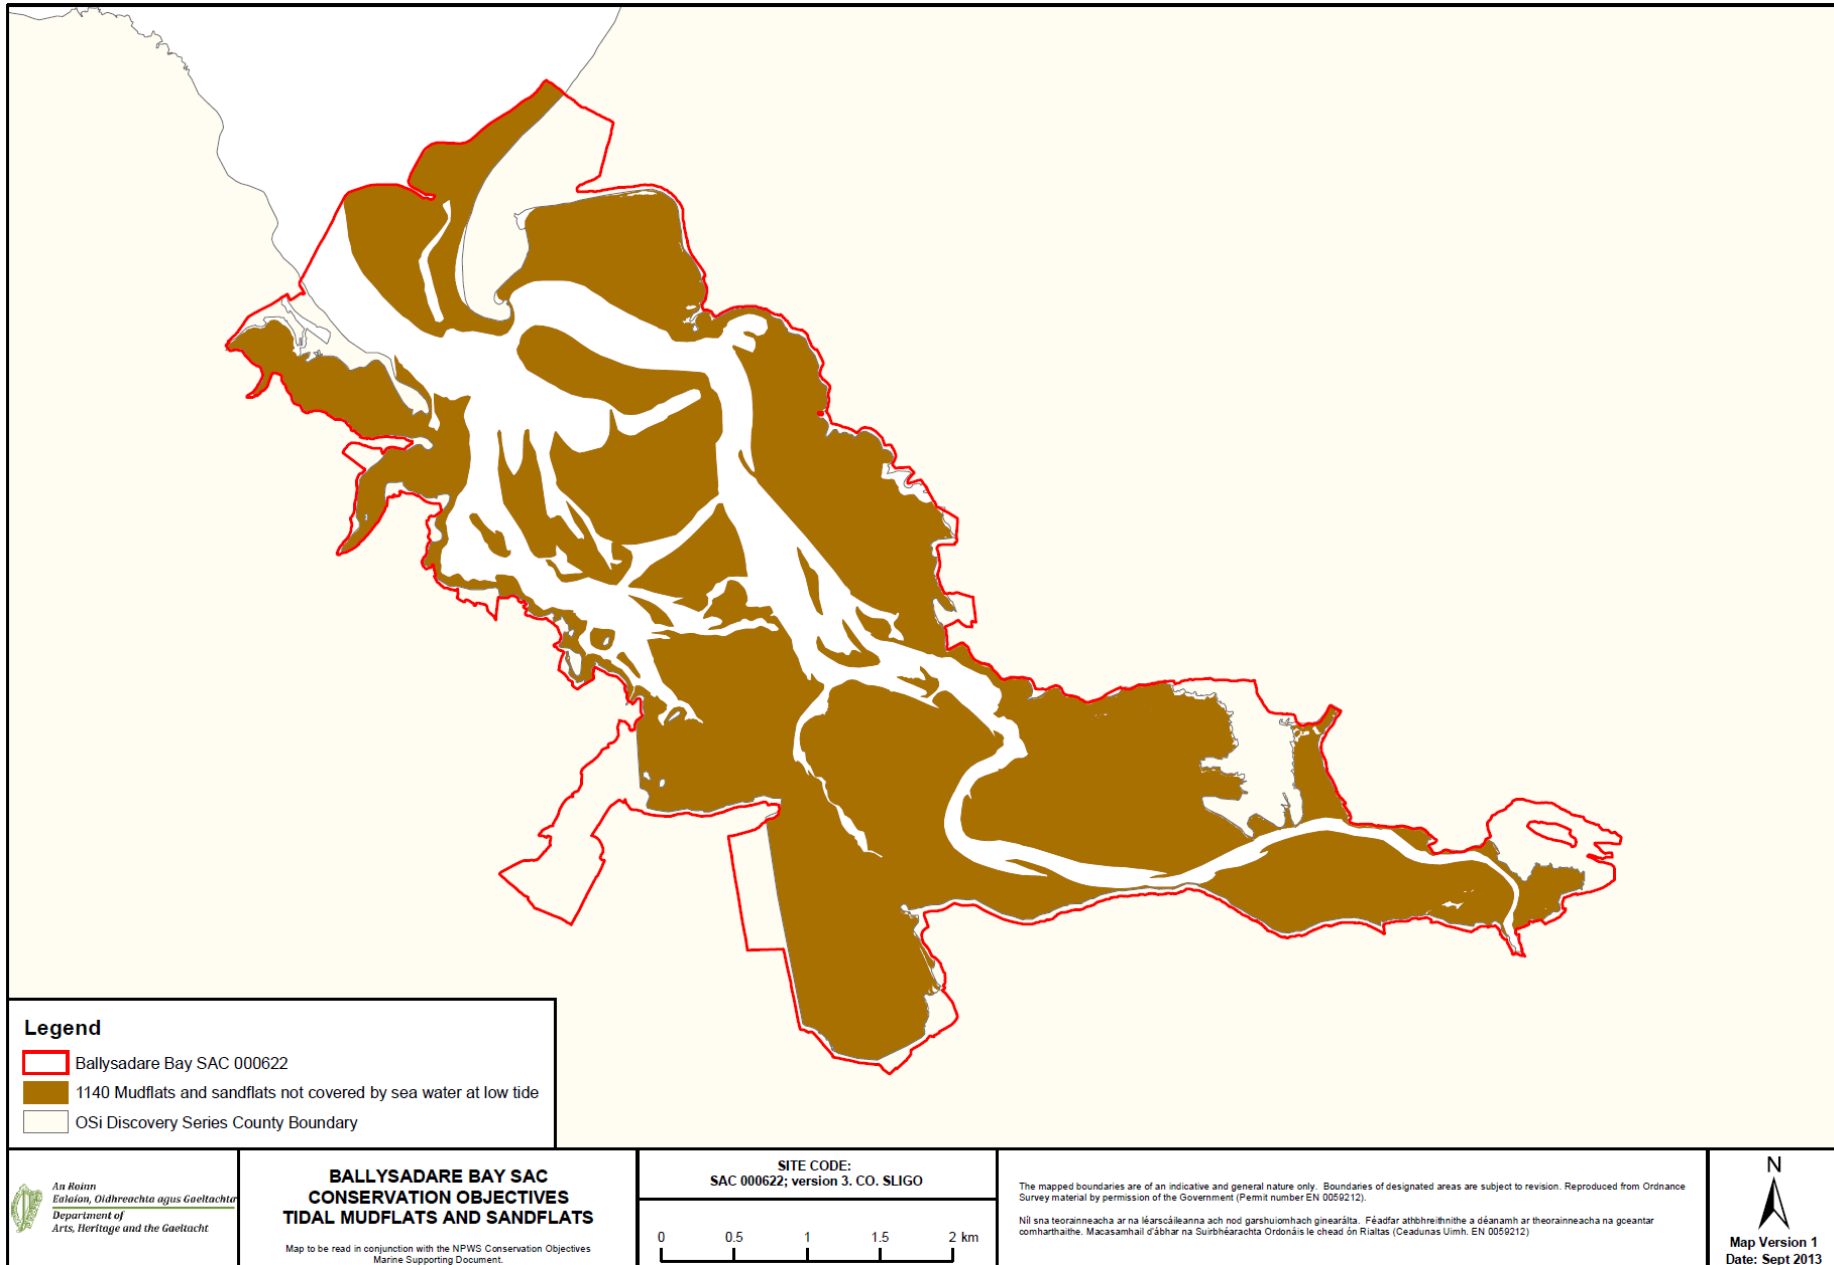 Legend
Ballysadare Bay SAC 000622
1140 Mudflats and sandflats not covered by sea water at low tide
OSi Discovery Series County Boundary
An Roinn
Ealaíon, Oidhreachta agus Gaeltachta
Department of
Arts, Heritage and the Gaeltacht
BALLYSADARE BAY SAC
CONSERVATION OBJECTIVES
TIDAL MUDFLATS AND SANDFLATS
Map to be read in conjunction with the NPWS Conservation Objectives
Marine Supporting Document.
SITE CODE:
SAC 000622; version 3. CO. SLIGO
0 0.5 1 1.5 2 km
The mapped boundaries are of an indicative and general nature only. Boundaries of designated areas are subject to revision. Reproduced from Ordnance
Survey material by permission of the Government (Permit number EN 0059212).
Níl sna teorainneacha ar na léarscáileanna ach nod garshuiomhach ginearálta. Féadfar athbhreithnithe a déanamh ar theorainneacha na gceantar
comharthaithe. Macasamhail d'ábhar na Suirbhéarachta Ordonáis le chead ón Rialtas (Ceadunas Uimh. EN 0059212)
N
Map Version 1
Date: Sept 2013